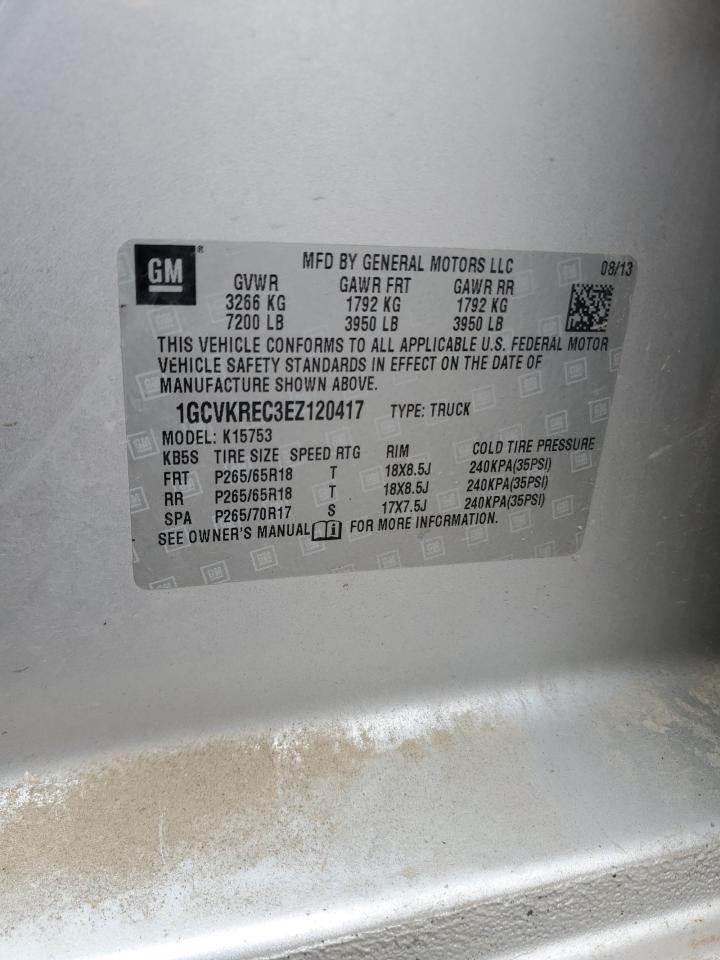 GM ® MFD BY GENERAL MOTORS LLC 08/13
GVWR GAWR FRT GAWR RR
3266 KG 1792 KG 1792 KG
7200 LB 3950 LB 3950 LB
THIS VEHICLE CONFORMS TO ALL APPLICABLE U.S. FEDERAL MOTOR
VEHICLE SAFETY STANDARDS IN EFFECT ON THE DATE OF
MANUFACTURE SHOWN ABOVE.
1GCVKREC3EZ120417 TYPE: TRUCK
MODEL: K15753
KB5S TIRE SIZE SPEED RTG RIM COLD TIRE PRESSURE
FRT P265/65R18 T 18X8.5J 240KPA(35PSI)
RR P265/65R18 T 18X8.5J 240KPA(35PSI)
SPA P265/70R17 S 17X7.5J 240KPA(35PSI)
SEE OWNER'S MANUAL i FOR MORE INFORMATION.